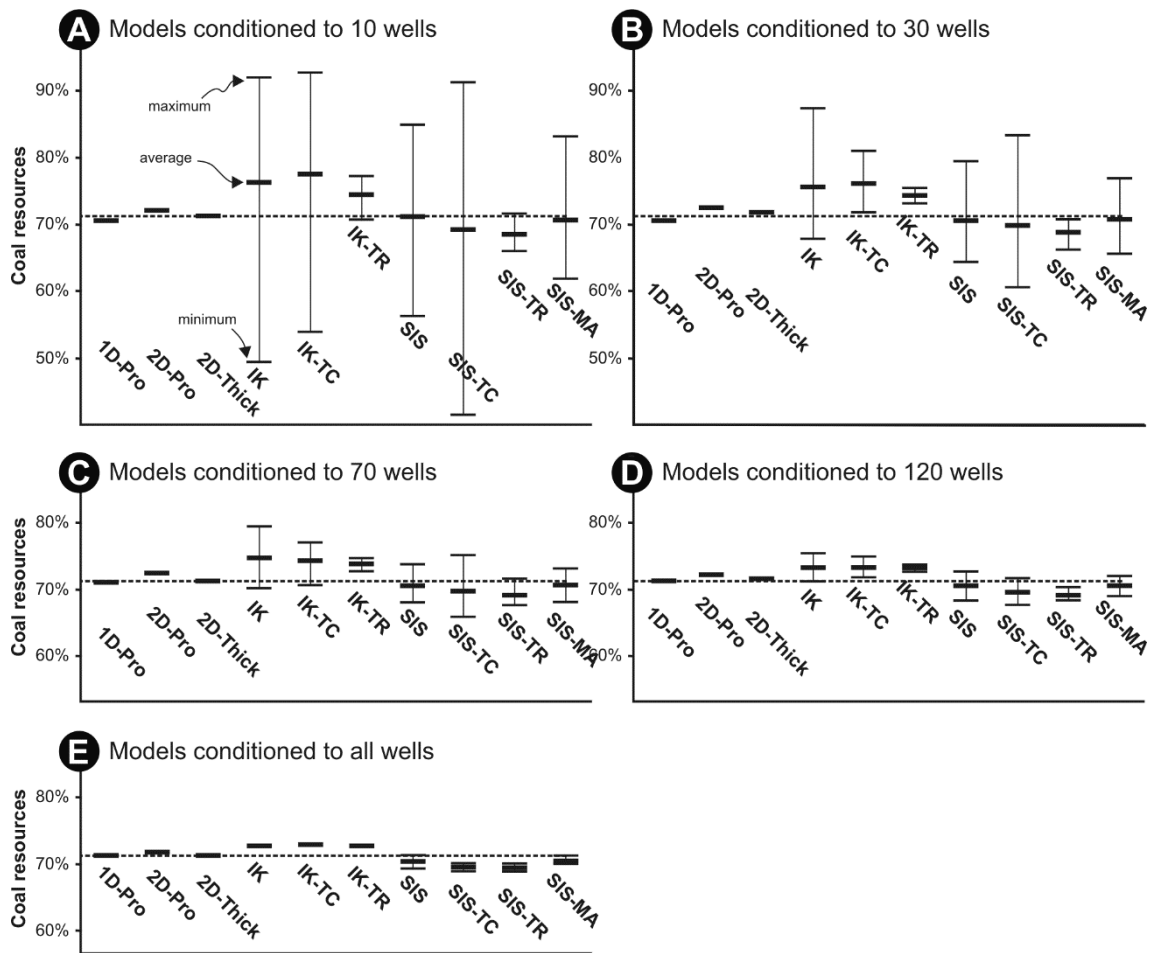 A Models conditioned to 10 wells
Coal resources
90%
80%
70%
60%
50%
maximum
average
minimum
1D-Pro
2D-Pro
2D-Thick
IK
IK-TC
IK-TR
SIS
SIS-TC
SIS-TR
SIS-MA
B Models conditioned to 30 wells
90%
80%
70%
60%
50%
1D-Pro
2D-Pro
2D-Thick
IK
IK-TC
IK-TR
SIS
SIS-TC
SIS-TR
SIS-MA
C Models conditioned to 70 wells
Coal resources
80%
70%
60%
1D-Pro
2D-Pro
2D-Thick
IK
IK-TC
IK-TR
SIS
SIS-TC
SIS-TR
SIS-MA
D Models conditioned to 120 wells
80%
70%
60%
1D-Pro
2D-Pro
2D-Thick
IK
IK-TC
IK-TR
SIS
SIS-TC
SIS-TR
SIS-MA
E Models conditioned to all wells
Coal resources
80%
70%
60%
1D-Pro
2D-Pro
2D-Thick
IK
IK-TC
IK-TR
SIS
SIS-TC
SIS-TR
SIS-MA